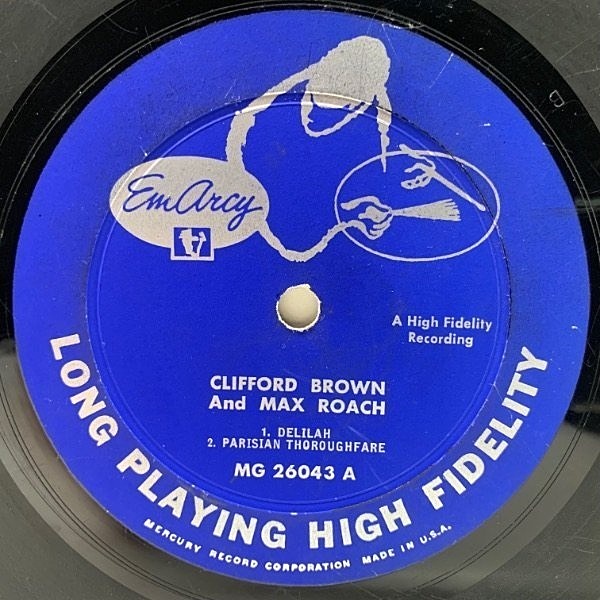 EmArcy
A High Fidelity
Recording
CLIFFORD BROWN
And MAX ROACH
1. DELILAH
2. PARISIAN THOROUGHFARE
MG 26043 A
LONG PLAYING HIGH FIDELITY
MERCURY RECORD CORPORATION MADE IN U.S.A.